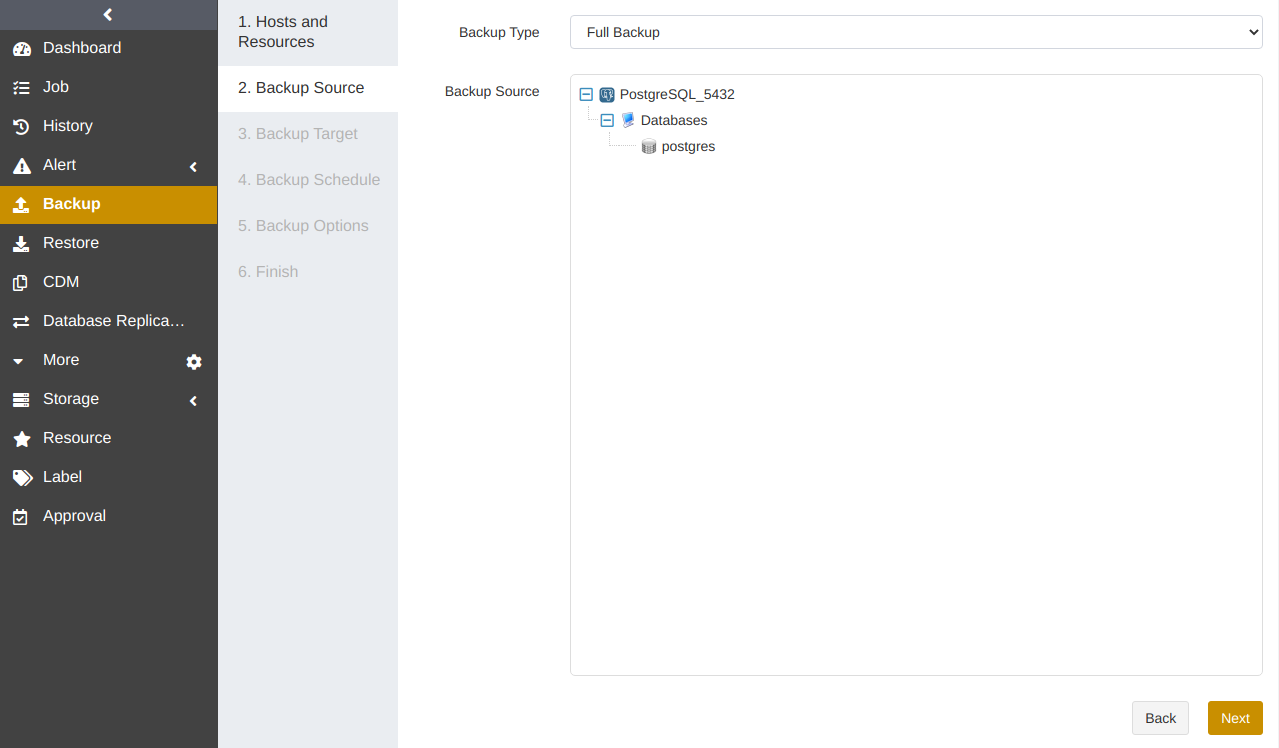 Dashboard
Job
History
Alert
Backup
Restore
CDM
Database Replica…
More
Storage
Resource
Label
Approval
1. Hosts and
Resources
2. Backup Source
3. Backup Target
4. Backup Schedule
5. Backup Options
6. Finish
Backup Type
Full Backup
Backup Source
PostgreSQL_5432
Databases
postgres
Back
Next